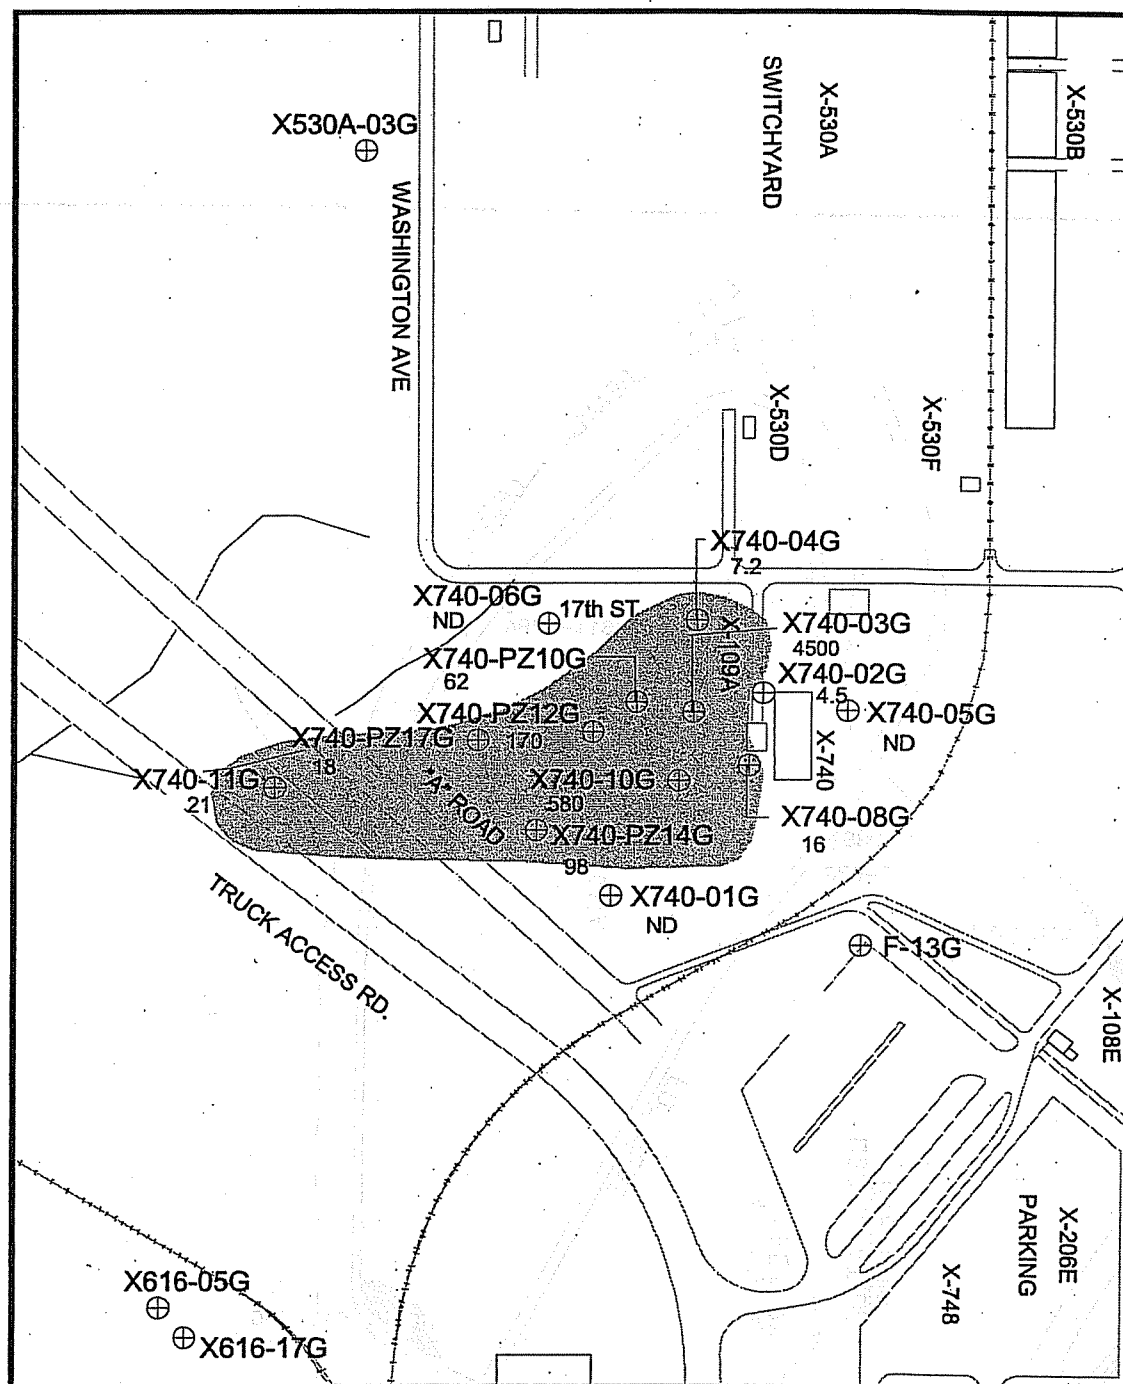 X-530B
X-530A
SWITCHYARD
X530A-03G
WASHINGTON AVE
X-530D
X-530F
X740-04G
7.2
X740-06G
ND
17th ST.
X-109A
X740-03G
4500
X740-PZ10G
62
X740-02G
4.5
X740-05G
ND
X740-PZ12G
170
X740-PZ17G
18
X-740
X740-11G
21
"A" ROAD
X740-10G
580
X740-PZ14G
98
X740-08G
16
X740-01G
ND
TRUCK ACCESS RD.
F-13G
X-108E
X-206E
PARKING
X-748
X616-05G
X616-17G